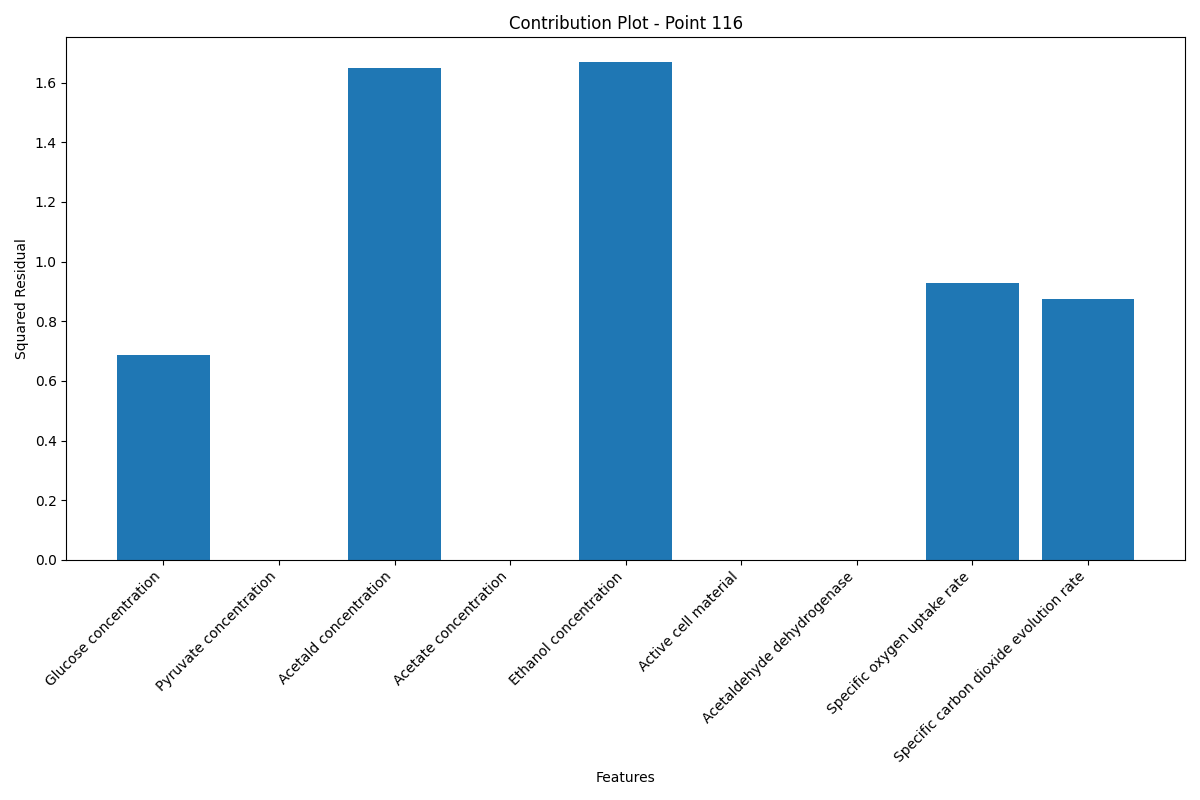 Contribution Plot - Point 116
Squared Residual
1.6
1.4
1.2
1.0
0.8
0.6
0.4
0.2
0.0
Glucose concentration
Pyruvate concentration
Acetald concentration
Acetate concentration
Ethanol concentration
Active cell material
Acetaldehyde dehydrogenase
Specific oxygen uptake rate
Specific carbon dioxide evolution rate
Features